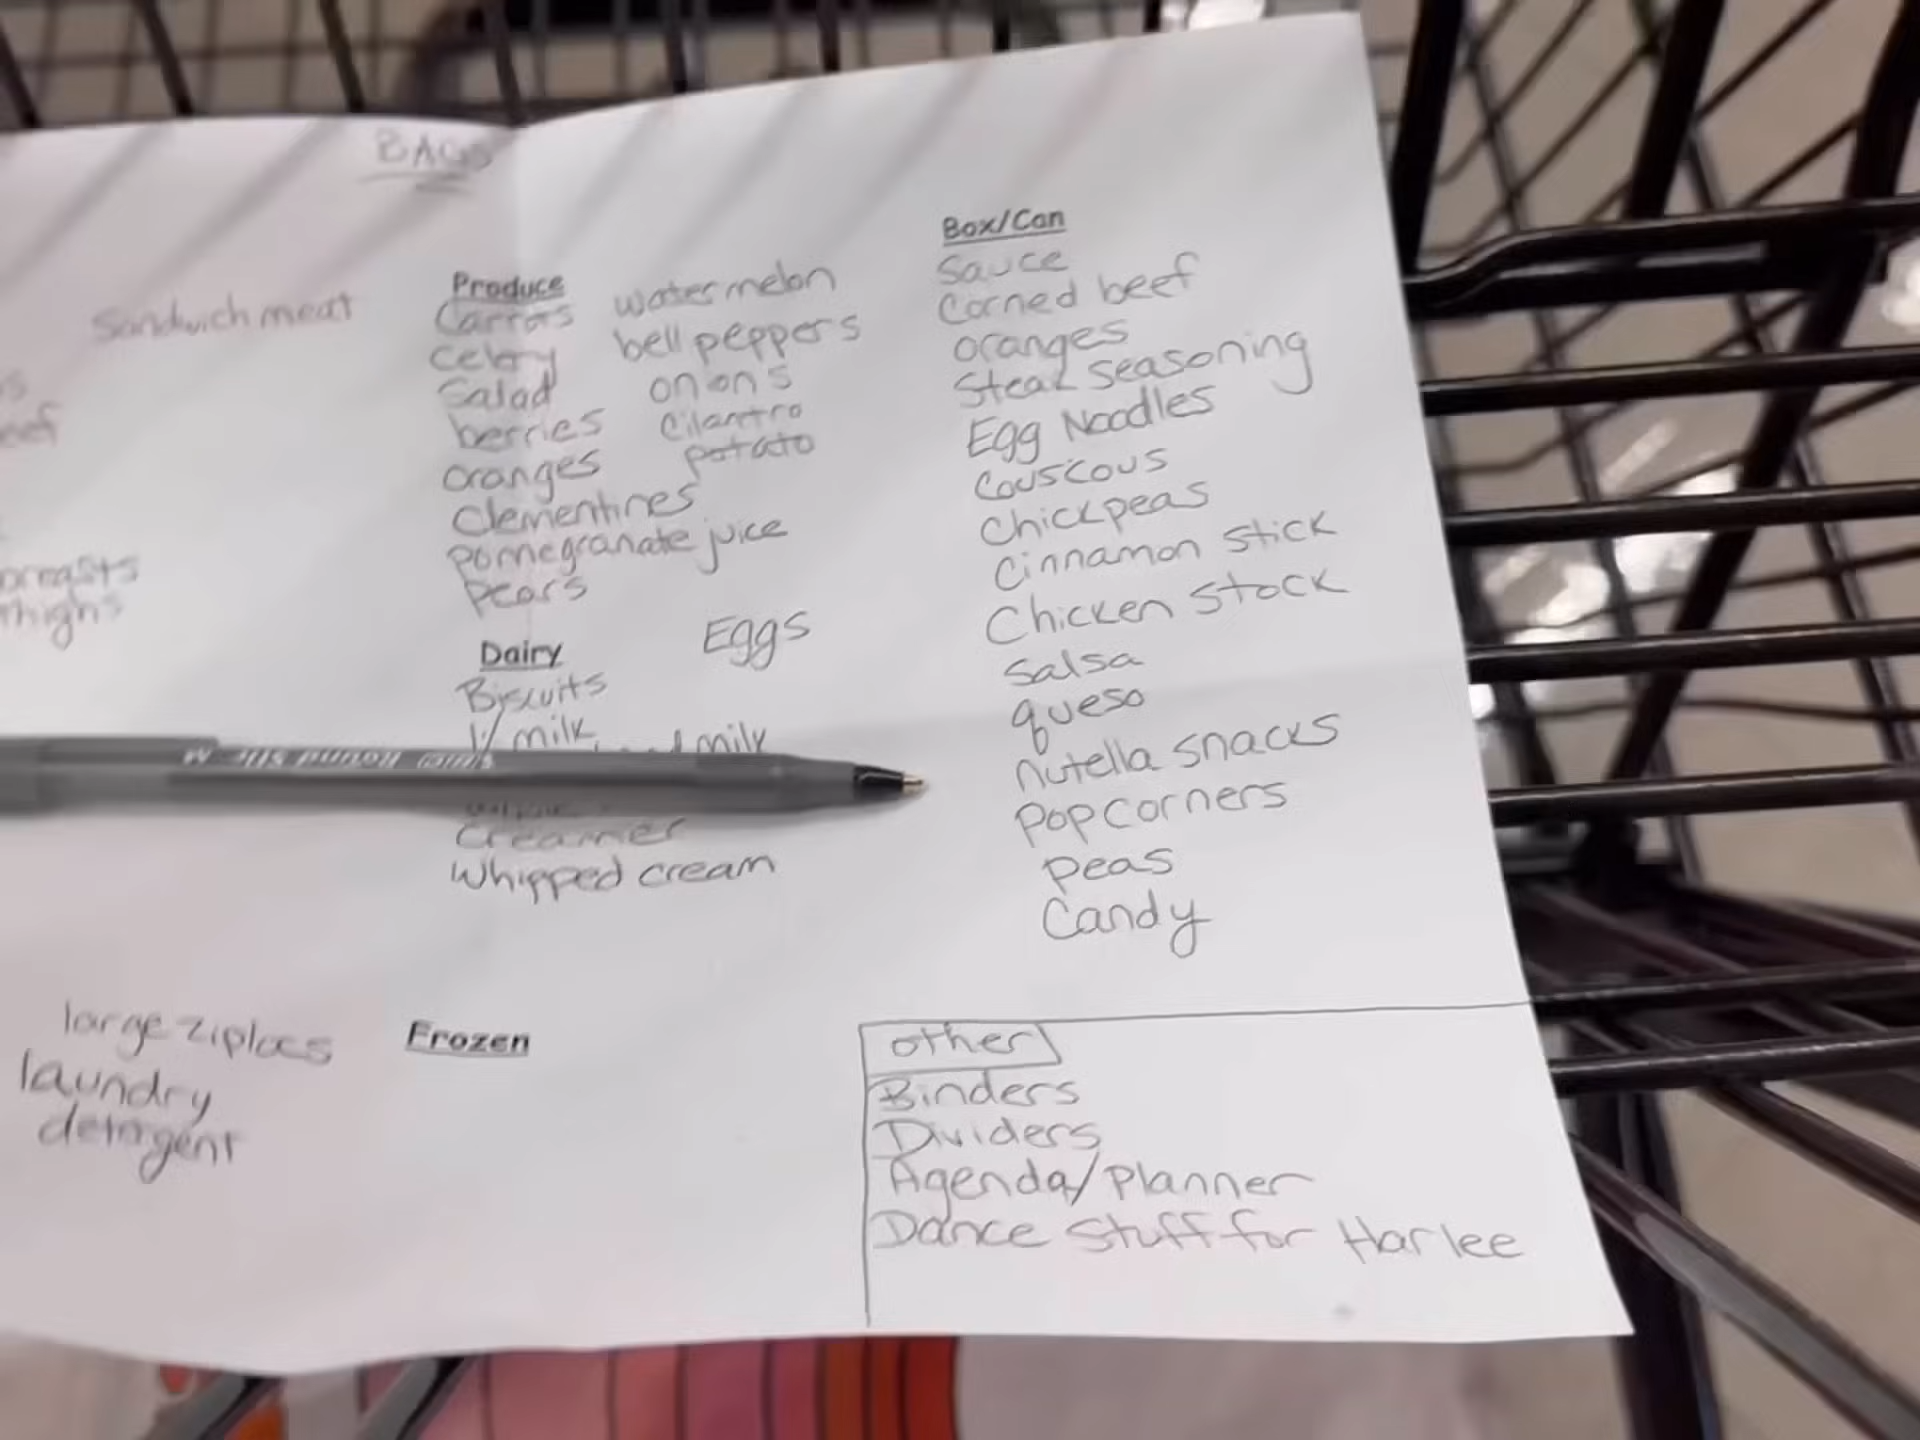 BAGS
Sandwich meat
breasts
thighs
Produce
Carrots
Celery
Salad
berries
oranges
Clementines
pomegranate juice
pears
watermelon
bell peppers
onions
Cilantro
potato
Dairy
Eggs
Biscuits
1% milk
milk
Creamer
Whipped cream
Box/Can
Sauce
Corned beef
oranges
Steak seasoning
Egg Noodles
Couscous
Chickpeas
Cinnamon stick
Chicken stock
Salsa
queso
nutella snacks
Popcorners
peas
Candy
large ziplocs
laundry
detergent
Frozen
other
Binders
Dividers
Agenda/Planner
Dance Stuff for Harlee